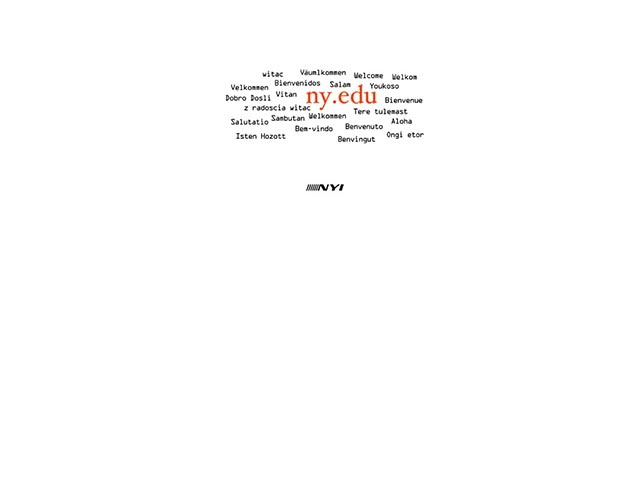 witac Väumlkommen Welcome Welkom
Velkommen Bienvenidos Salam Youkoso
Dobro Dosli Vitan ny.edu Bienvenue
z radoscia witac Tere tulemast
Salutatio Sambutan Welkommen Aloha
Isten Hozott Bem-vindo Benvenuto Ongi etor
Benvingut
NYI